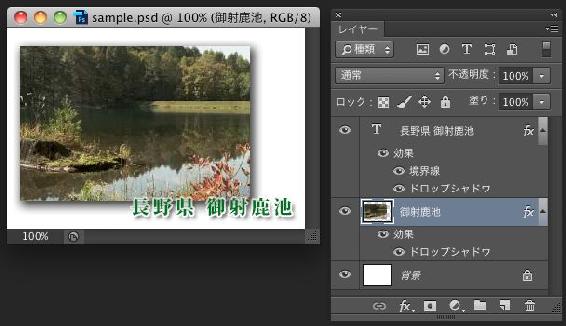 sample.psd @ 100% (御射鹿池, RGB/8)
長野県 御射鹿池
100%
レイヤー
種類
通常
不透明度: 100%
ロック:
塗り: 100%
T 長野県 御射鹿池 fx
効果
境界線
ドロップシャドウ
御射鹿池 fx
効果
ドロップシャドウ
背景
fx